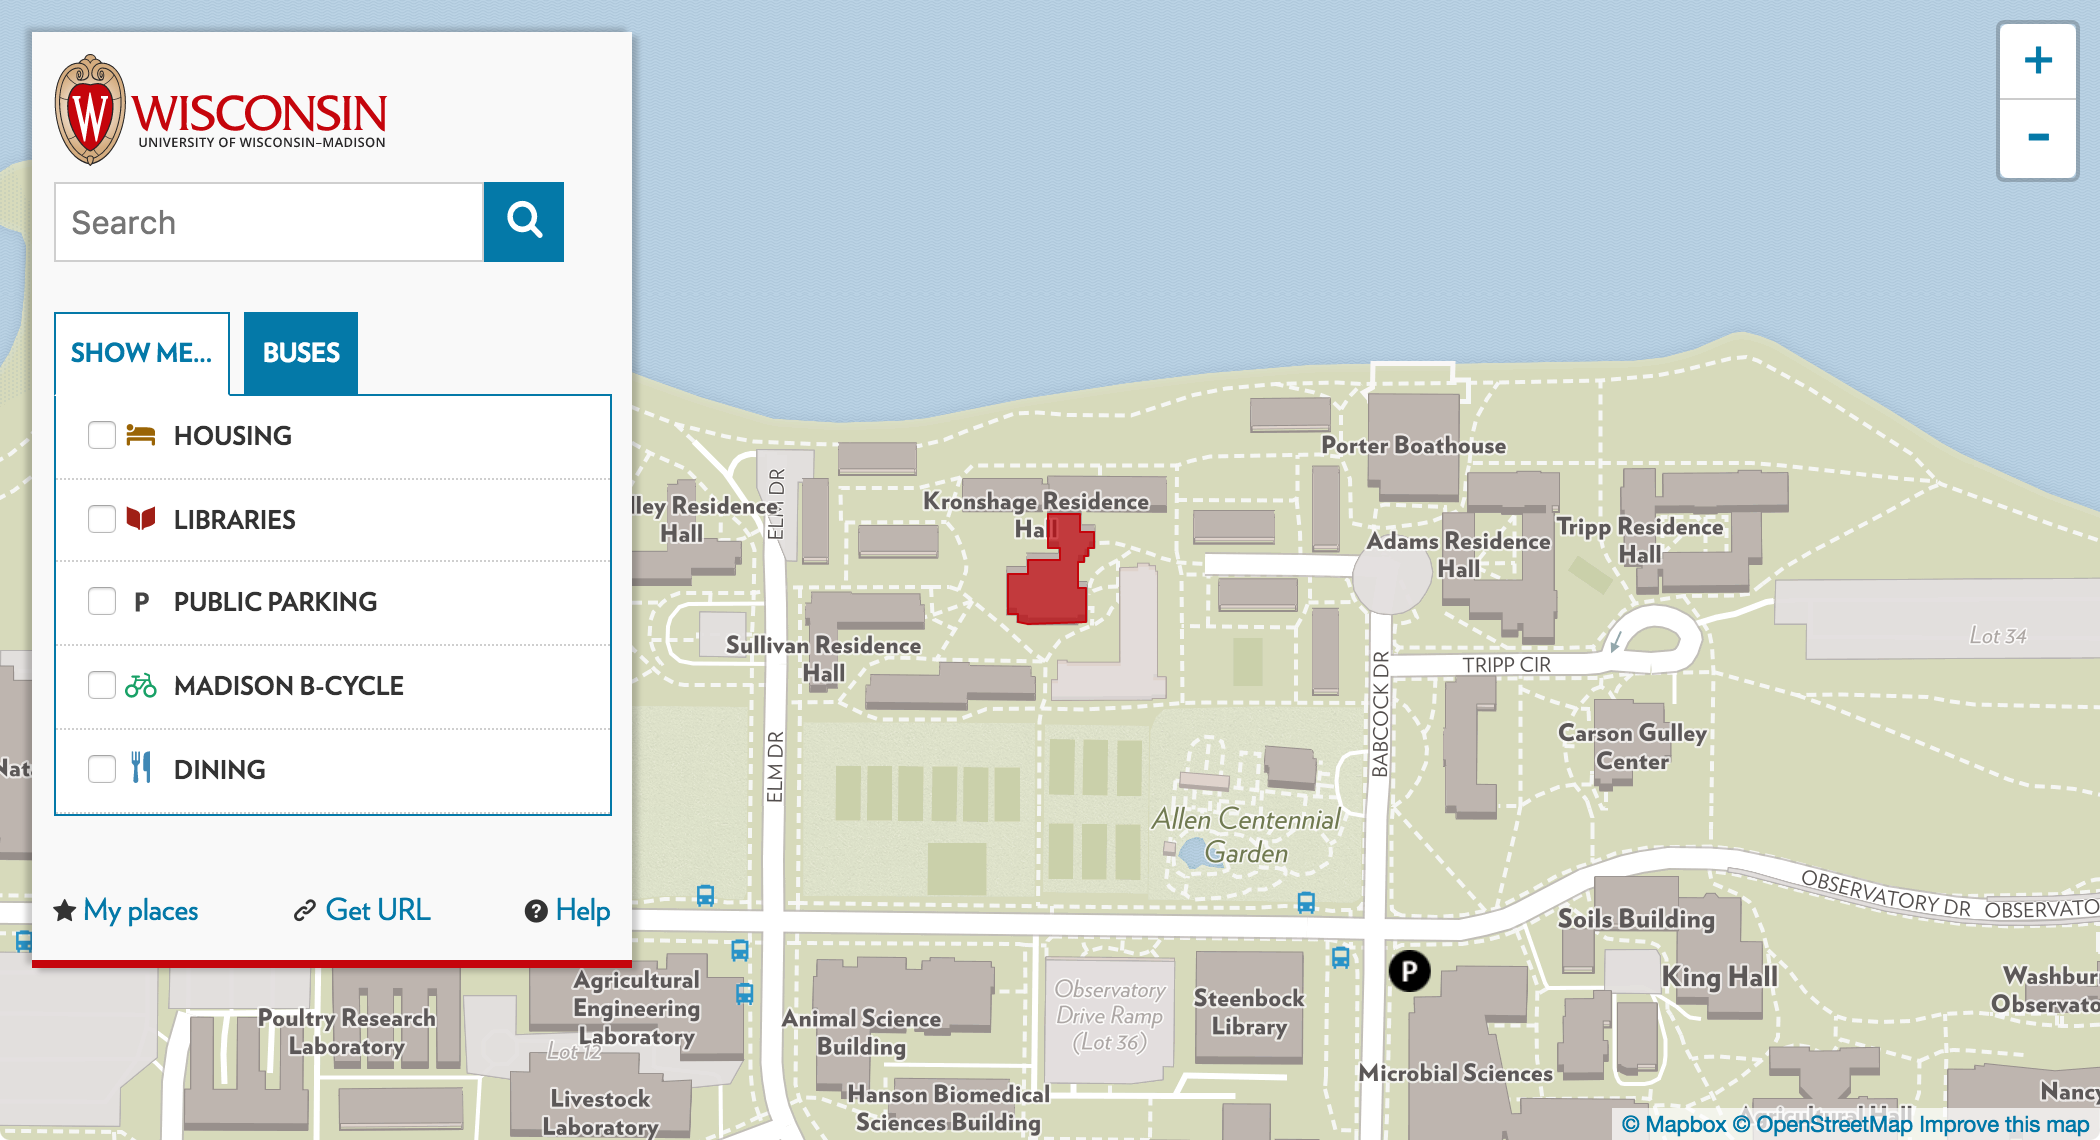 W
WISCONSIN
UNIVERSITY OF WISCONSIN–MADISON
Search
SHOW ME...
BUSES
HOUSING
LIBRARIES
P PUBLIC PARKING
MADISON B-CYCLE
DINING
My places
Get URL
? Help
+
-
Porter Boathouse
Kronshage Residence
Hall
lley Residence
Hall
ELM DR
Adams Residence
Hall
Tripp Residence
Hall
Sullivan Residence
Hall
Lot 34
TRIPP CIR
BABCOCK DR
ELM DR
Carson Gulley
Center
Nat
Allen Centennial
Garden
OBSERVATORY DR
OBSERVATO
Soils Building
King Hall
P
Washbur
Observato
Agricultural
Engineering
Laboratory
Lot 12
Poultry Research
Laboratory
Animal Science
Building
Observatory
Drive Ramp
(Lot 36)
Steenbock
Library
Microbial Sciences
Livestock
Laboratory
Hanson Biomedical
Sciences Building
Nancy
Agricultural Hall
© Mapbox © OpenStreetMap Improve this map